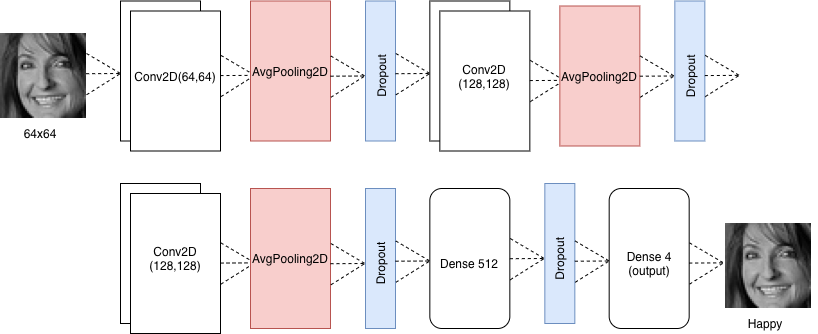 64x64
Conv2D(64,64)
AvgPooling2D
Dropout
Conv2D
(128,128)
AvgPooling2D
Dropout
Conv2D
(128,128)
AvgPooling2D
Dropout
Dense 512
Dropout
Dense 4
(output)
Happy